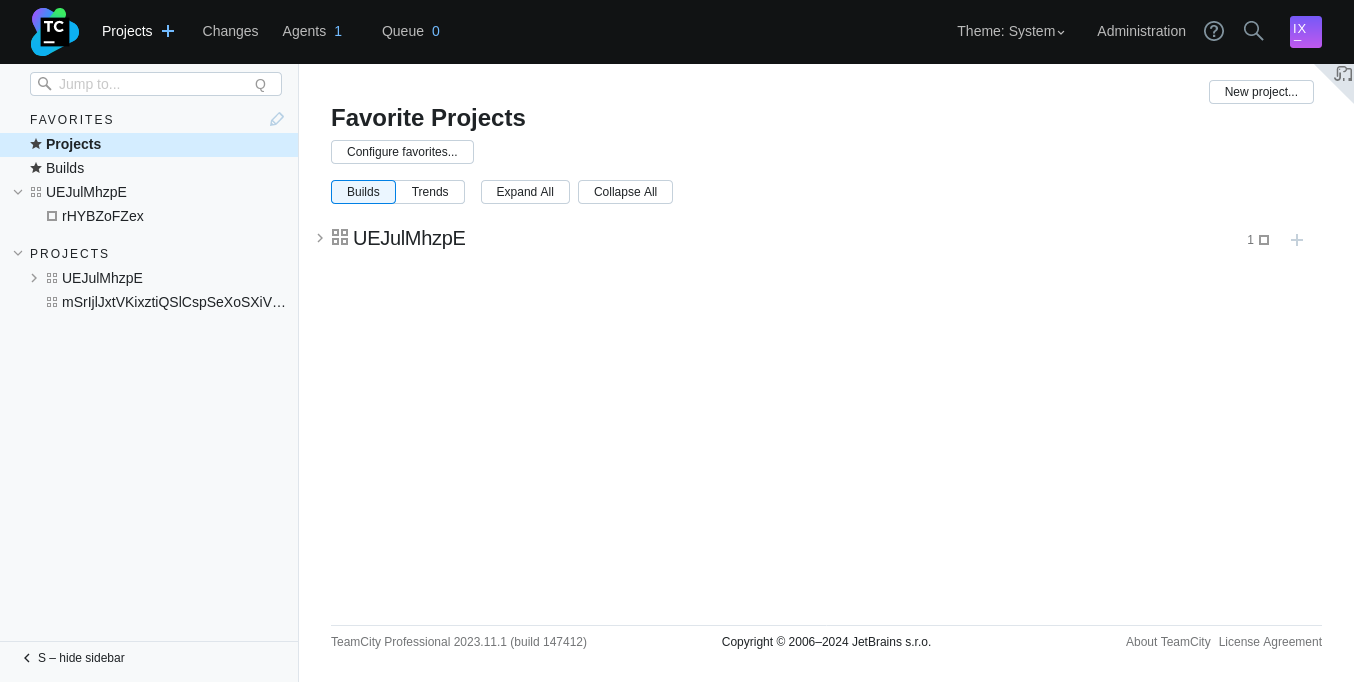 TC
Projects
Changes
Agents 1
Queue 0
Theme: System
Administration
IX
Jump to...
Q
New project...
FAVORITES
Projects
Builds
UEJulMhzpE
rHYBZoFZex
PROJECTS
UEJulMhzpE
mSrIjlJxtVKixztiQSlCspSeXoSXiV…
Favorite Projects
Configure favorites...
Builds
Trends
Expand All
Collapse All
UEJulMhzpE
1
TeamCity Professional 2023.11.1 (build 147412)
Copyright © 2006–2024 JetBrains s.r.o.
About TeamCity
License Agreement
S – hide sidebar